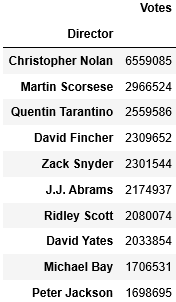 Votes
Director
Christopher Nolan 6559085
Martin Scorsese 2966524
Quentin Tarantino 2559586
David Fincher 2309652
Zack Snyder 2301544
J.J. Abrams 2174937
Ridley Scott 2080074
David Yates 2033854
Michael Bay 1706531
Peter Jackson 1698695